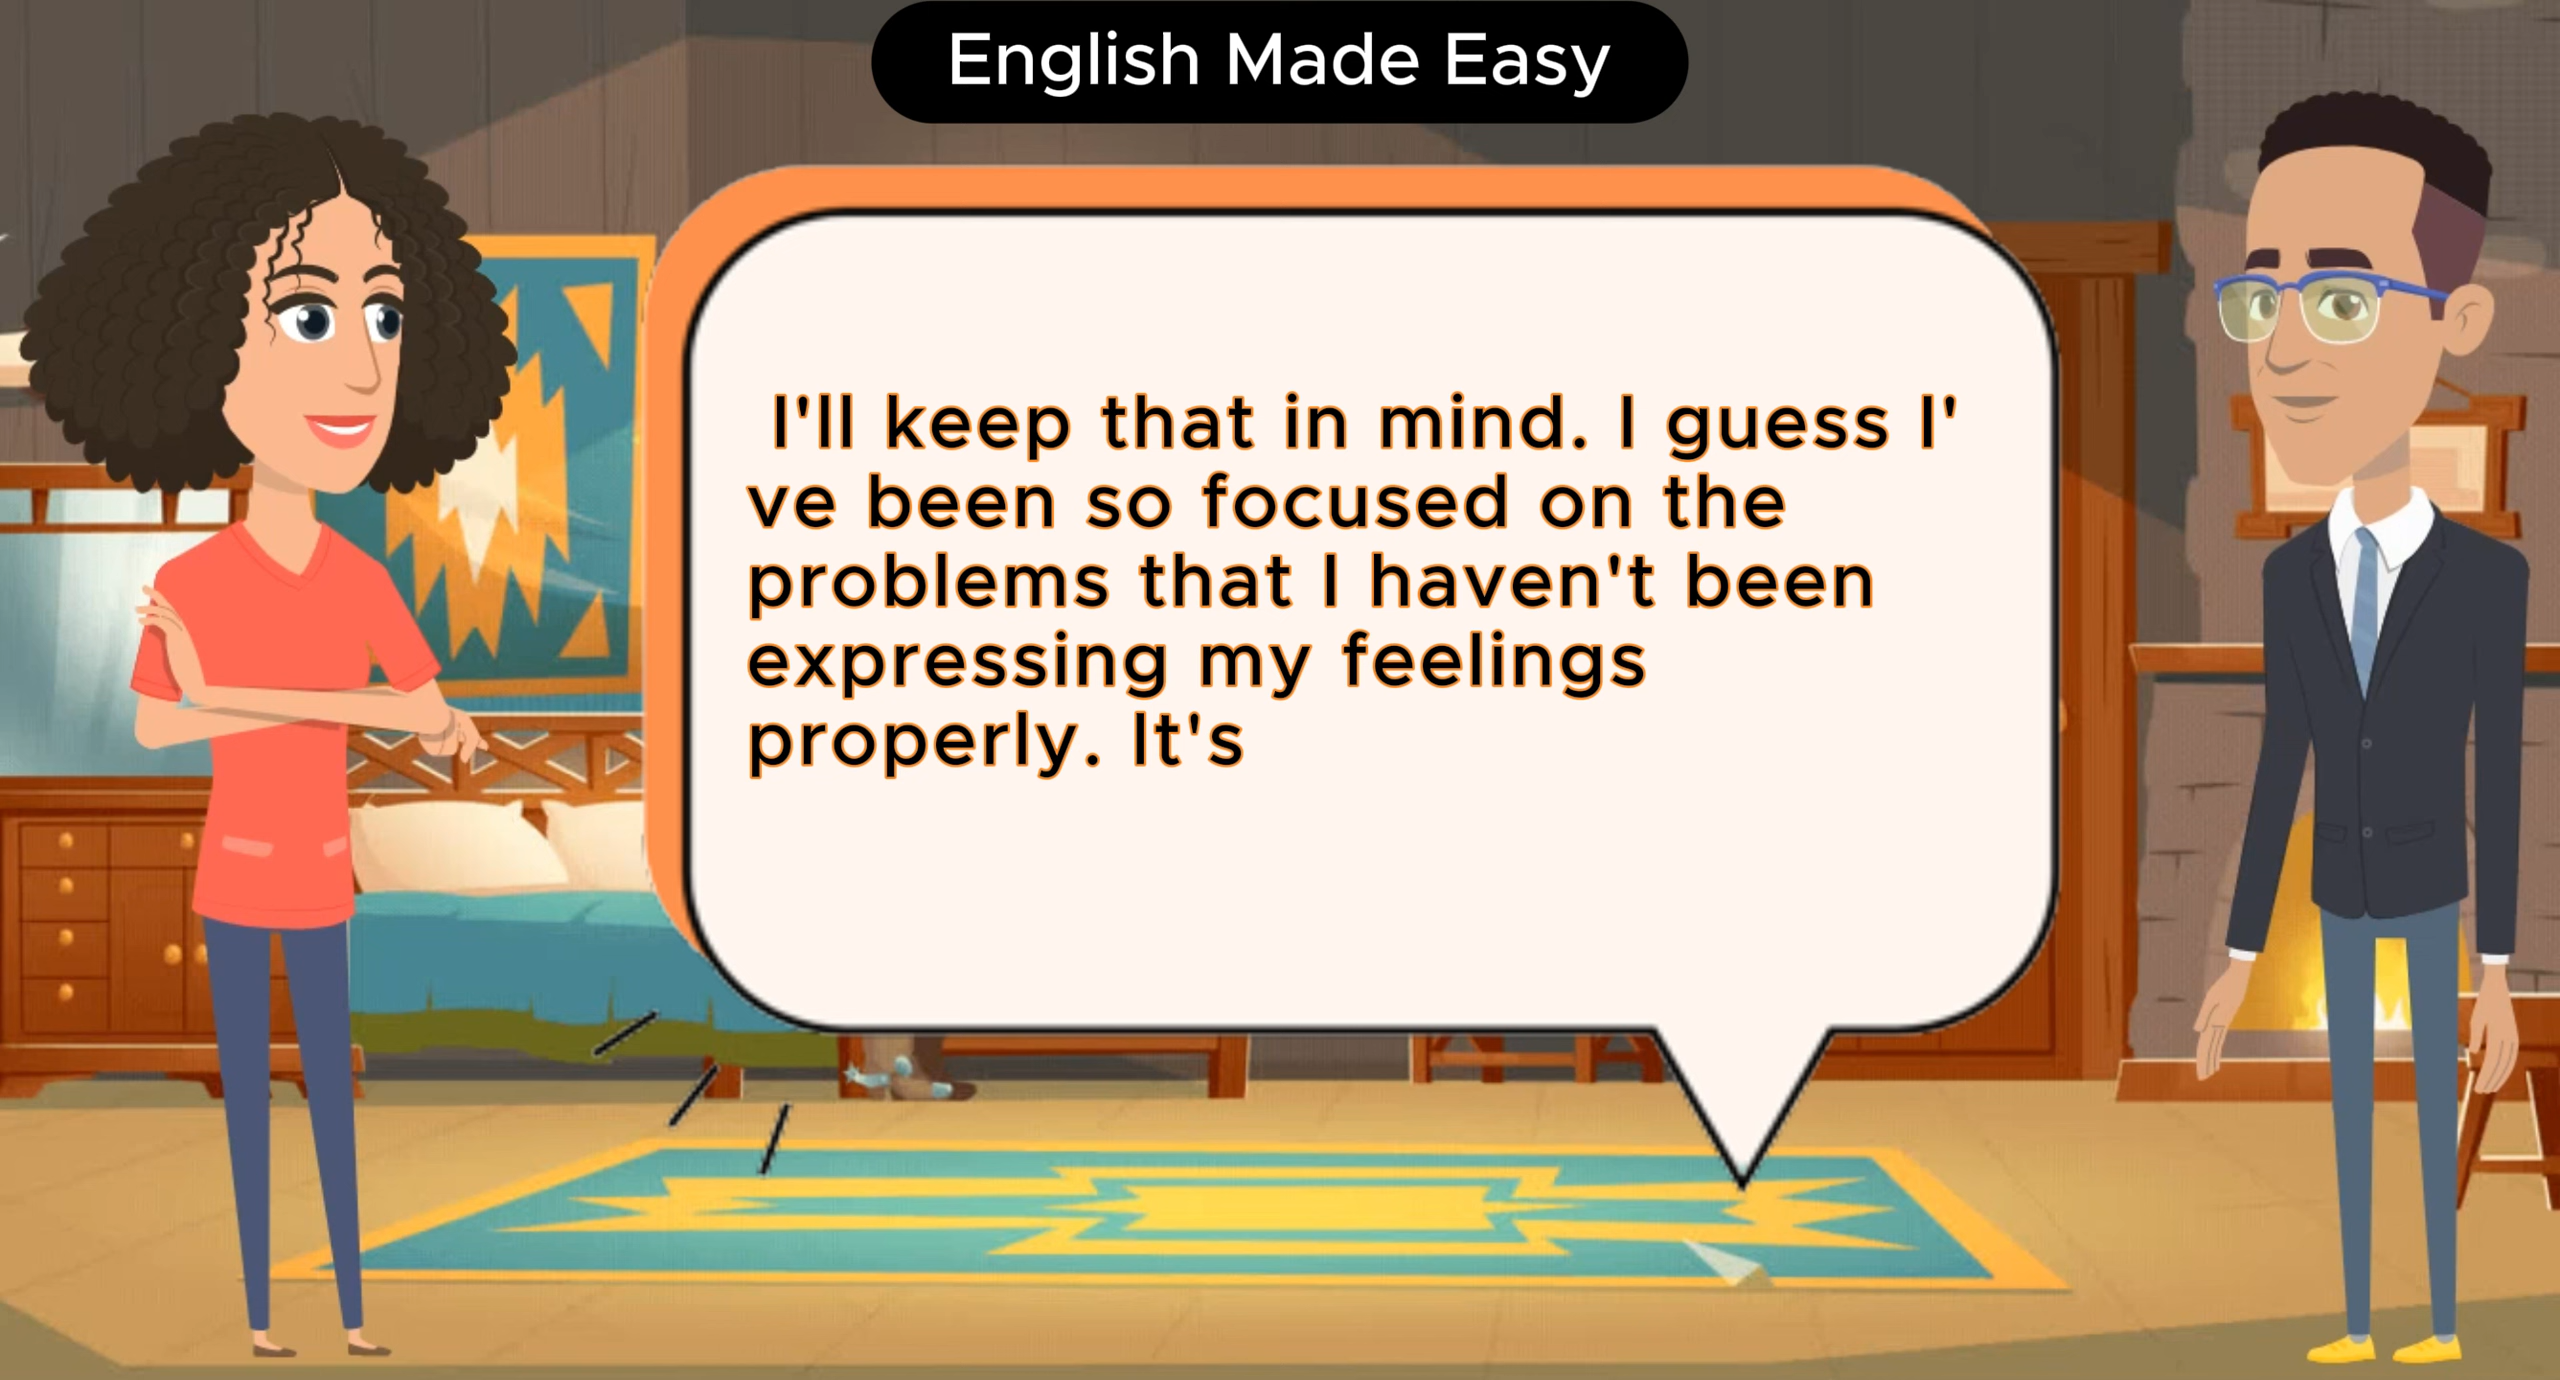 English Made Easy
I'll keep that in mind. I guess I'
ve been so focused on the
problems that I haven't been
expressing my feelings
properly. It's